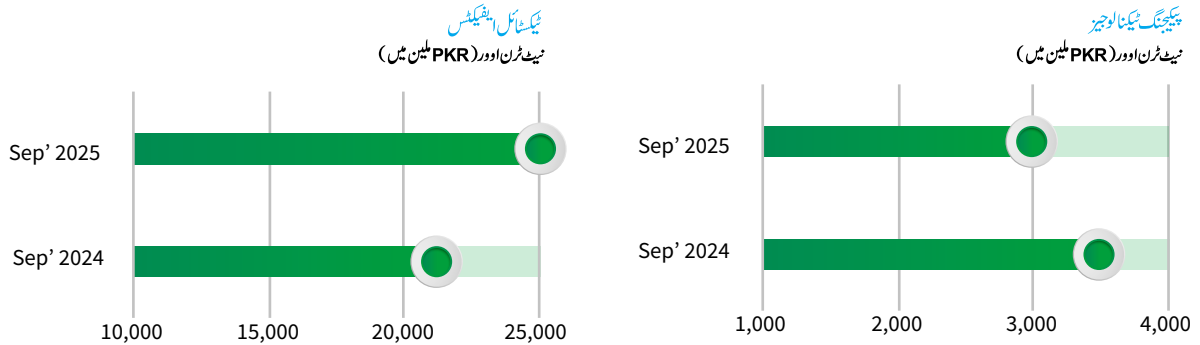 ٹیکسٹائل ایفیکٹس
نیٹ ٹرن اوور (PKR ملین میں)
Sep’ 2025
Sep’ 2024
10,000 15,000 20,000 25,000
پیکیجنگ ٹیکنالوجیز
نیٹ ٹرن اوور (PKR ملین میں)
Sep’ 2025
Sep’ 2024
1,000 2,000 3,000 4,000